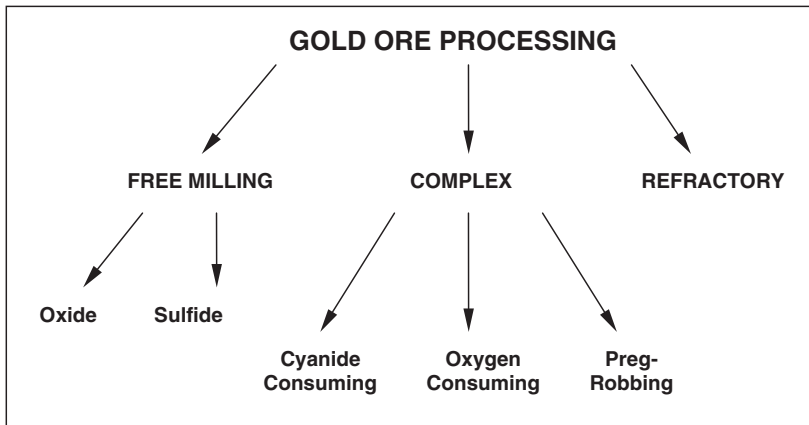 GOLD ORE PROCESSING
FREE MILLING
COMPLEX
REFRACTORY
Oxide
Sulfide
Cyanide
Consuming
Oxygen
Consuming
Preg-
Robbing